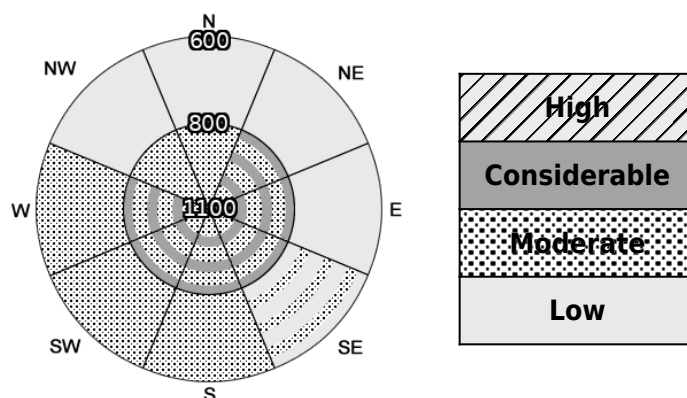 N
600
NW
NE
800
W
1100
E
SW
SE
S
High
Considerable
Moderate
Low